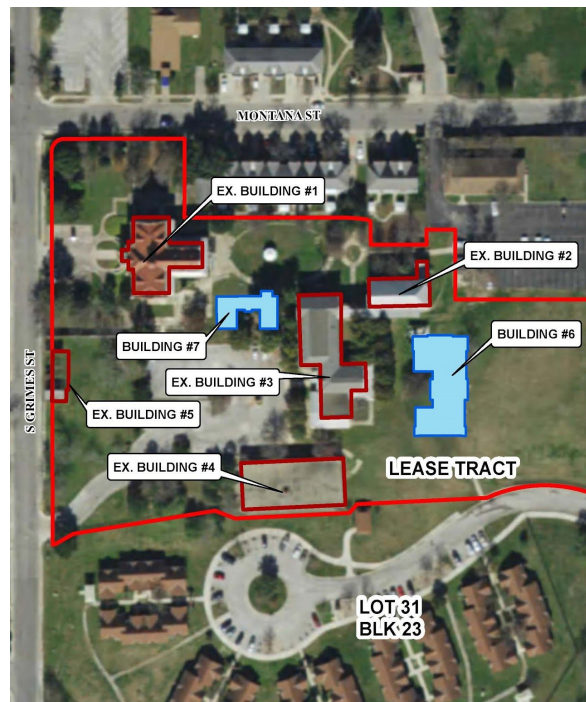 MONTANA ST
EX. BUILDING #1
EX. BUILDING #2
BUILDING #7
BUILDING #6
S GRIMES ST
EX. BUILDING #3
EX. BUILDING #5
EX. BUILDING #4
LEASE TRACT
LOT 31
BLK 23